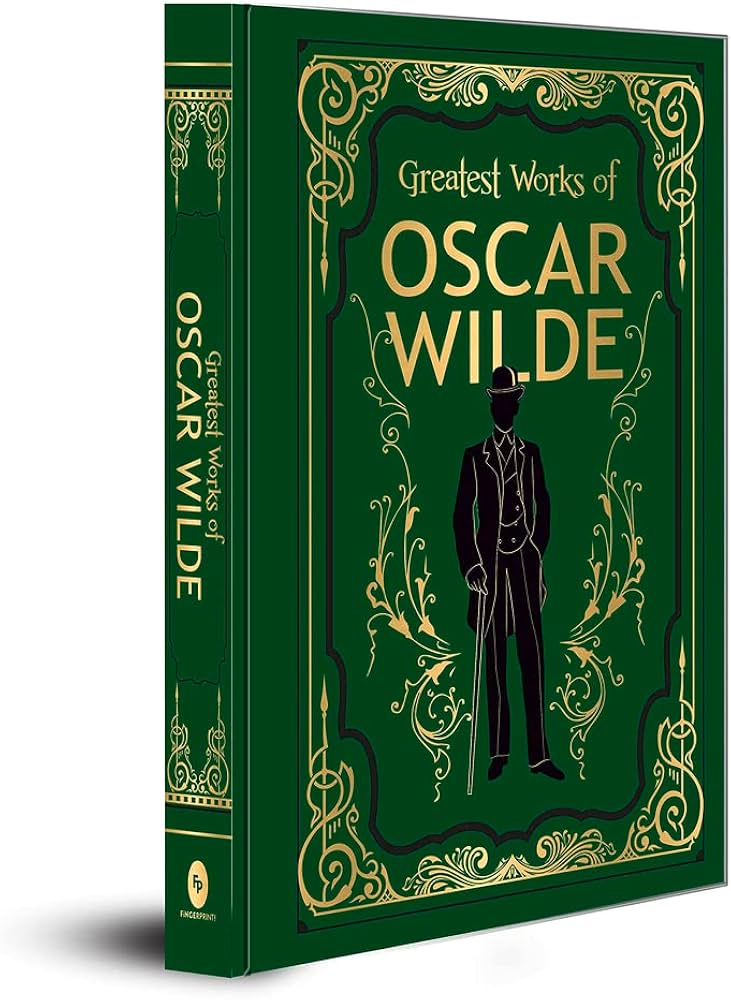 Greatest Works of
OSCAR
WILDE
Greatest Works of
OSCAR WILDE
FP
FiNGERPRINT!